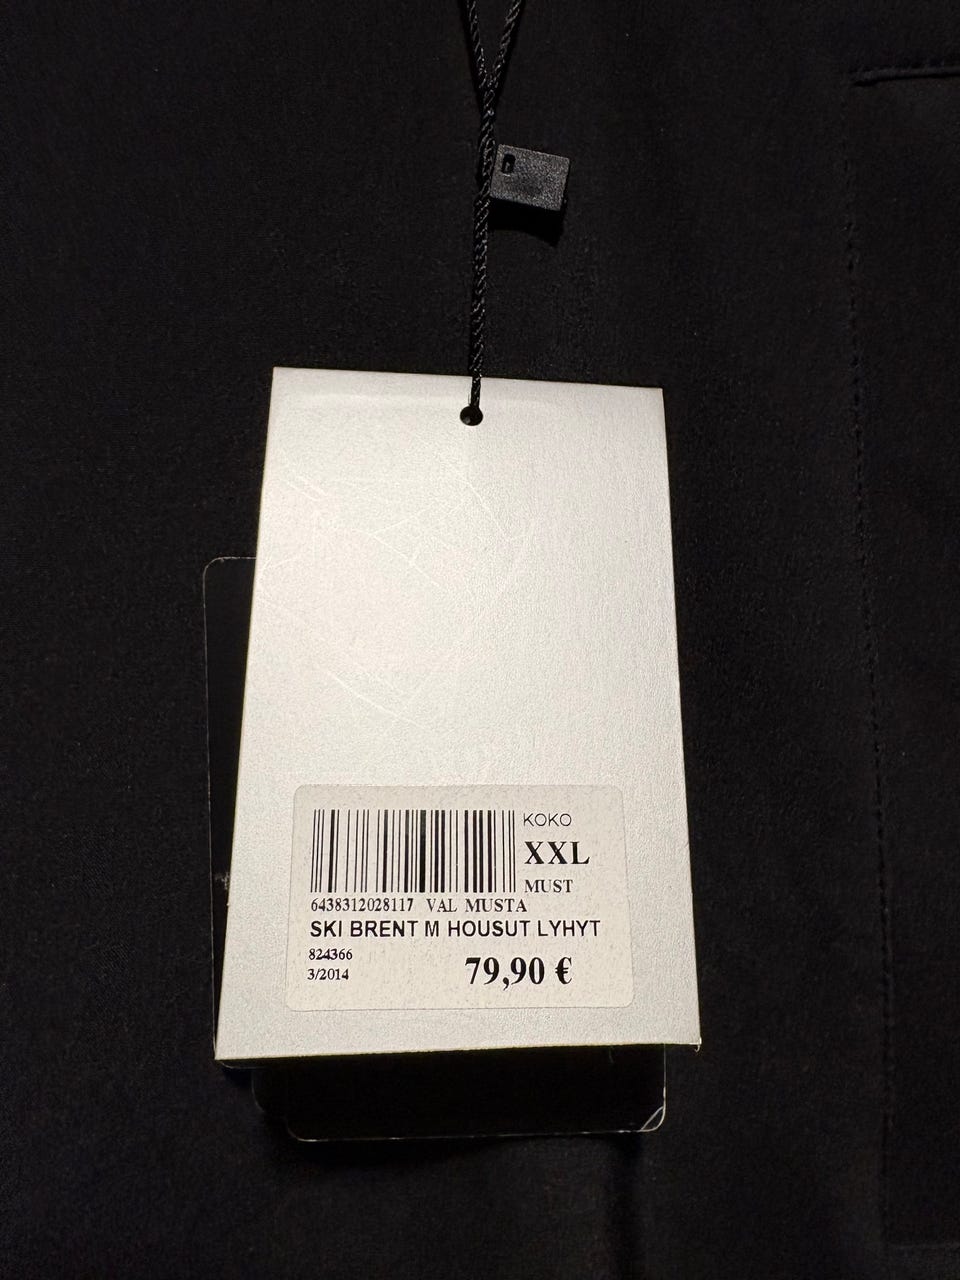 KOKO
XXL
MUST
6438312028117 VAL MUSTA
SKI BRENT M HOUSUT LYHYT
824366
3/2014
79,90 €